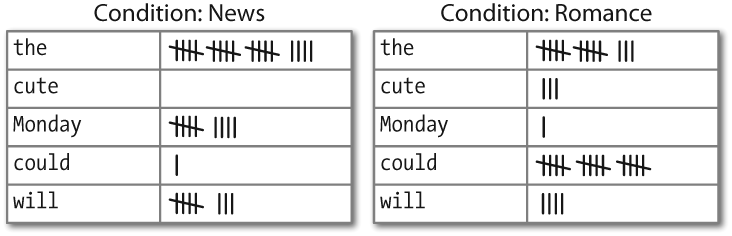 Condition: News
the
cute
Monday
could
will
Condition: Romance
the
cute
Monday
could
will